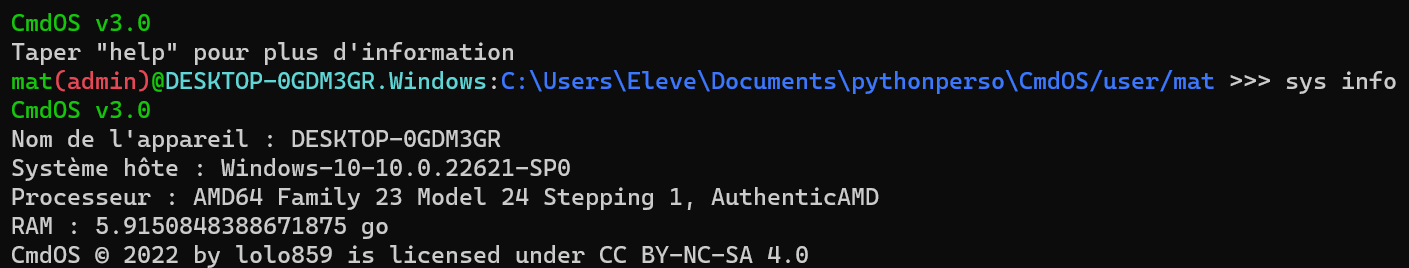 CmdOS v3.0
Taper "help" pour plus d'information
mat(admin)@DESKTOP-0GDM3GR.Windows:C:\Users\Eleve\Documents\pythonperso\CmdOS/user/mat >>> sys info
CmdOS v3.0
Nom de l'appareil : DESKTOP-0GDM3GR
Système hôte : Windows-10-10.0.22621-SP0
Processeur : AMD64 Family 23 Model 24 Stepping 1, AuthenticAMD
RAM : 5.9150848388671875 go
CmdOS © 2022 by lolo859 is licensed under CC BY-NC-SA 4.0